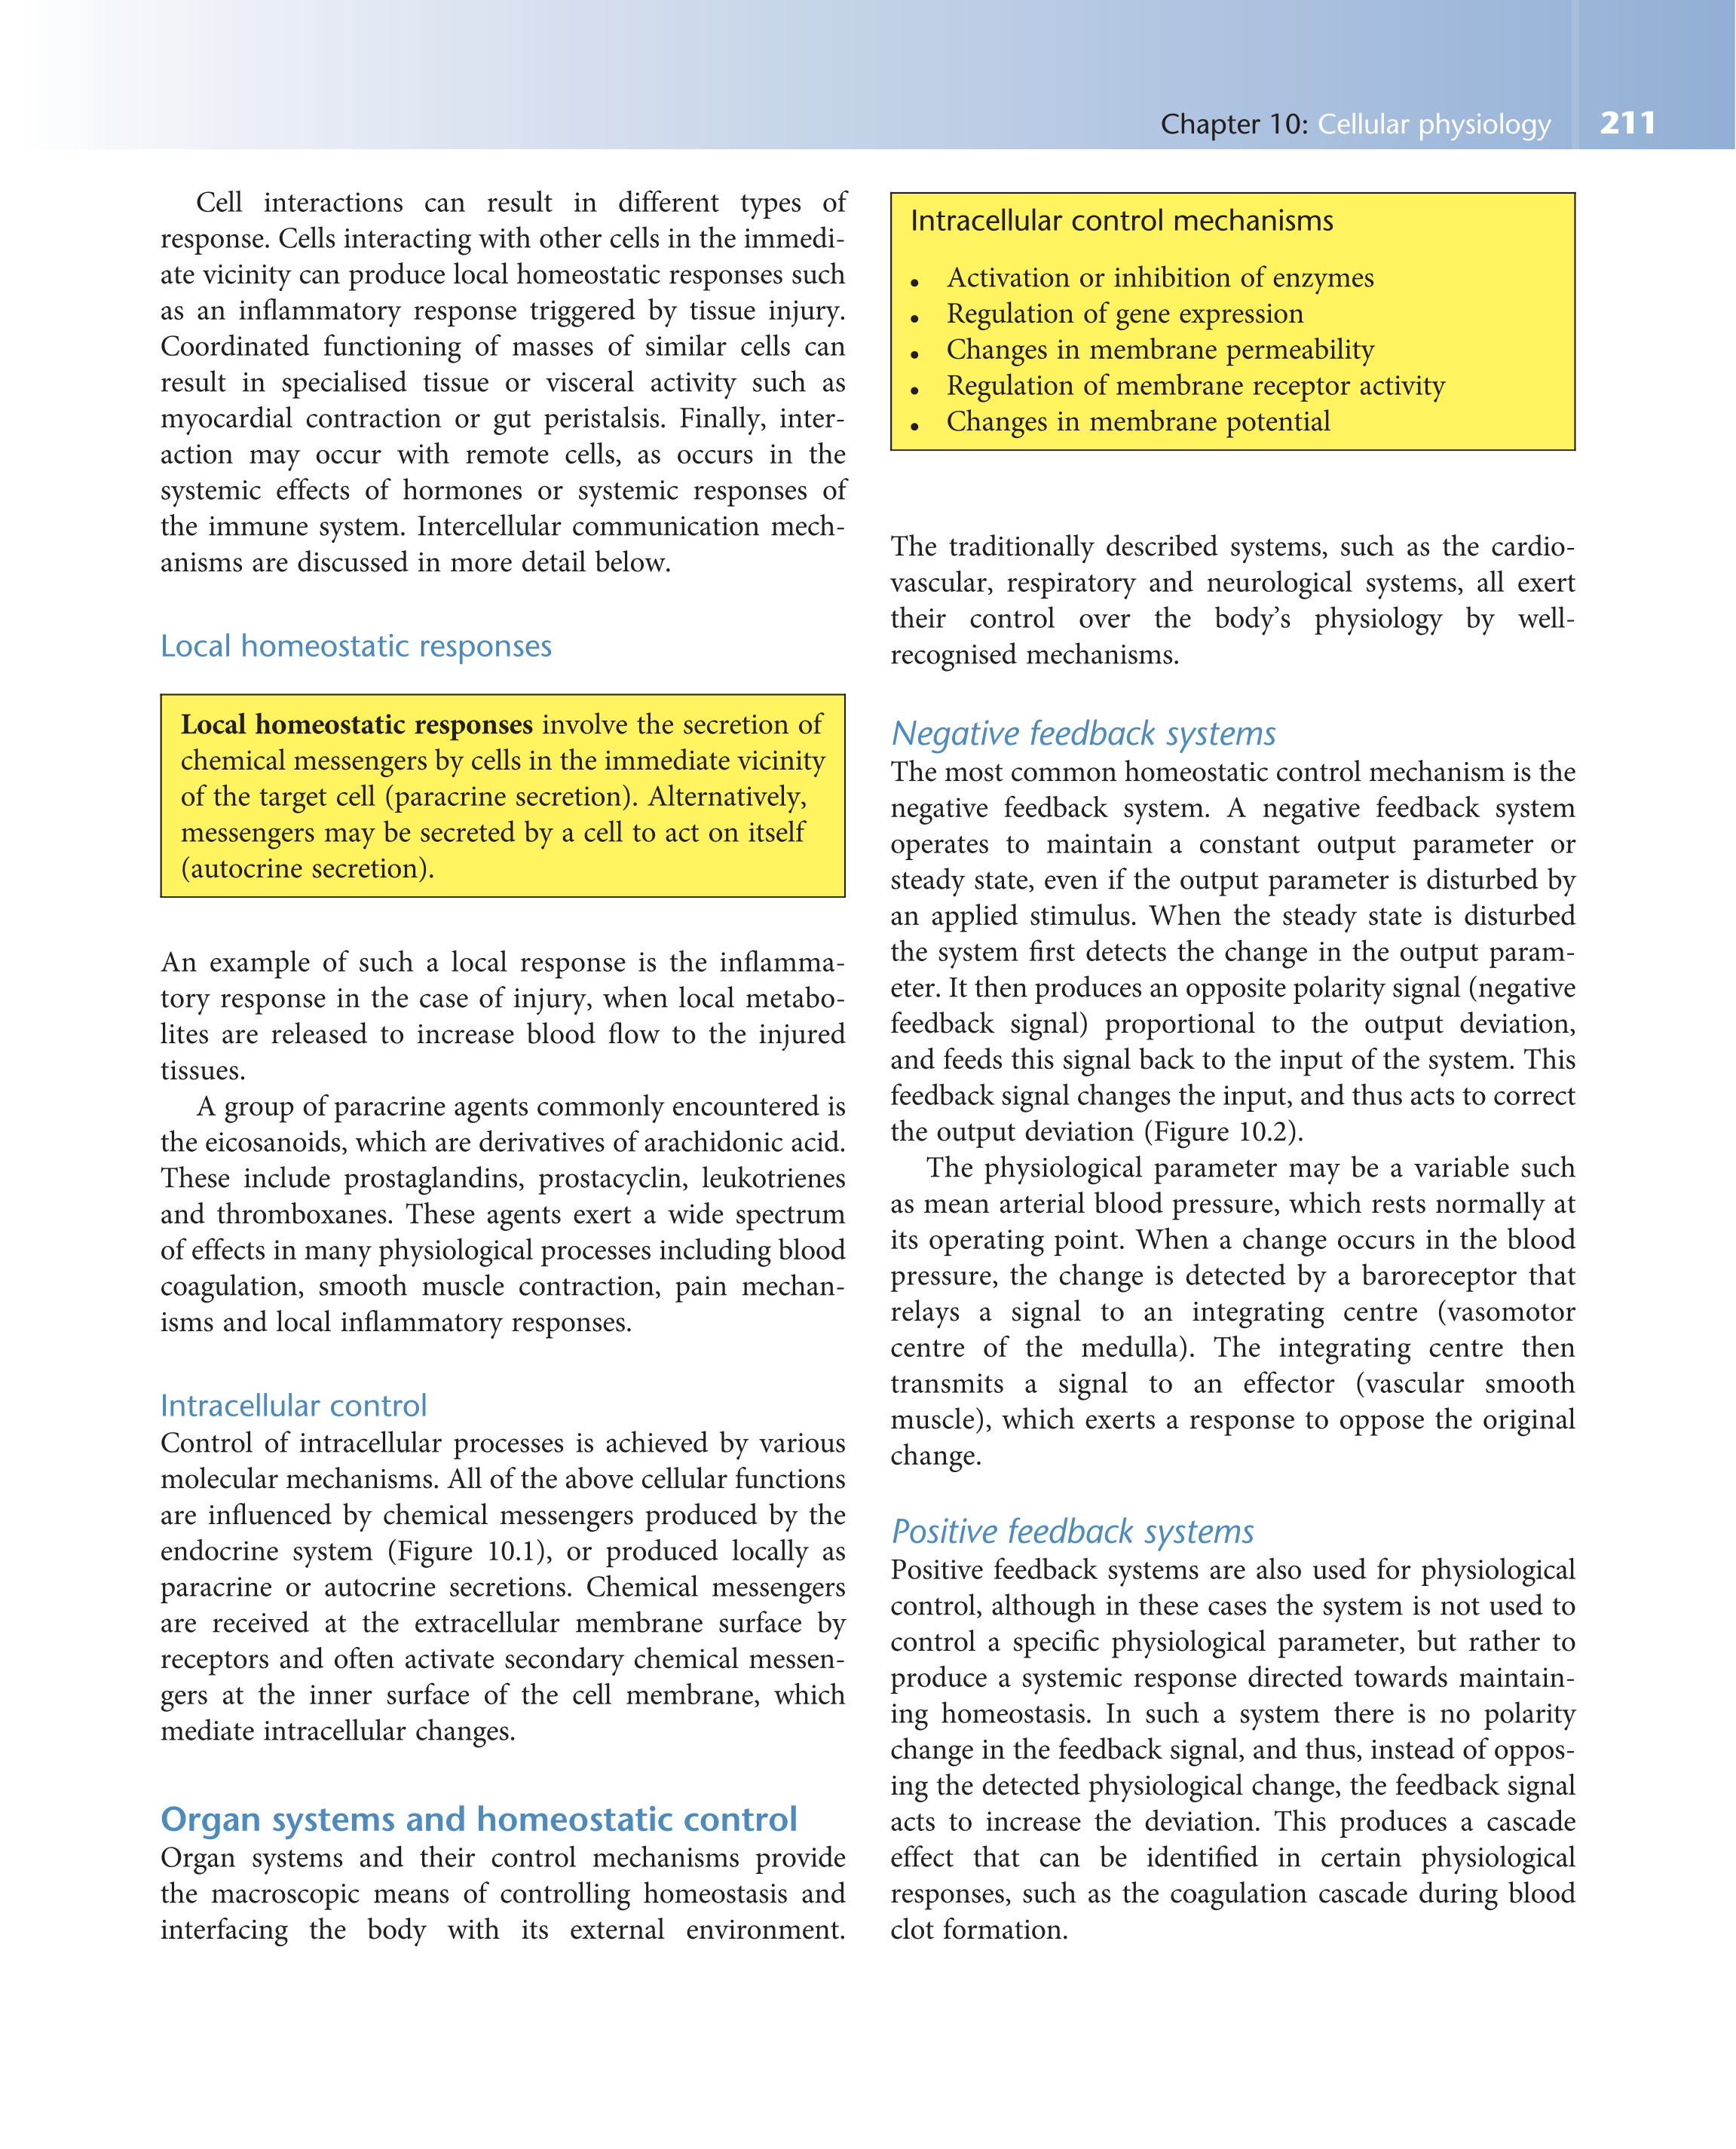 Chapter 10: Cellular physiology 211
Cell interactions can result in different types of
response. Cells interacting with other cells in the immedi-
ate vicinity can produce local homeostatic responses such
as an inflammatory response triggered by tissue injury.
Coordinated functioning of masses of similar cells can
result in specialised tissue or visceral activity such as
myocardial contraction or gut peristalsis. Finally, inter-
action may occur with remote cells, as occurs in the
systemic effects of hormones or systemic responses of
the immune system. Intercellular communication mech-
anisms are discussed in more detail below.
Local homeostatic responses
Local homeostatic responses involve the secretion of
chemical messengers by cells in the immediate vicinity
of the target cell (paracrine secretion). Alternatively,
messengers may be secreted by a cell to act on itself
(autocrine secretion).
An example of such a local response is the inflamma-
tory response in the case of injury, when local metabo-
lites are released to increase blood flow to the injured
tissues.
A group of paracrine agents commonly encountered is
the eicosanoids, which are derivatives of arachidonic acid.
These include prostaglandins, prostacyclin, leukotrienes
and thromboxanes. These agents exert a wide spectrum
of effects in many physiological processes including blood
coagulation, smooth muscle contraction, pain mechan-
isms and local inflammatory responses.
Intracellular control
Control of intracellular processes is achieved by various
molecular mechanisms. All of the above cellular functions
are influenced by chemical messengers produced by the
endocrine system (Figure 10.1), or produced locally as
paracrine or autocrine secretions. Chemical messengers
are received at the extracellular membrane surface by
receptors and often activate secondary chemical messen-
gers at the inner surface of the cell membrane, which
mediate intracellular changes.
Organ systems and homeostatic control
Organ systems and their control mechanisms provide
the macroscopic means of controlling homeostasis and
interfacing the body with its external environment.
Intracellular control mechanisms
• Activation or inhibition of enzymes
• Regulation of gene expression
• Changes in membrane permeability
• Regulation of membrane receptor activity
• Changes in membrane potential
The traditionally described systems, such as the cardio-
vascular, respiratory and neurological systems, all exert
their control over the body's physiology by well-
recognised mechanisms.
Negative feedback systems
The most common homeostatic control mechanism is the
negative feedback system. A negative feedback system
operates to maintain a constant output parameter or
steady state, even if the output parameter is disturbed by
an applied stimulus. When the steady state is disturbed
the system first detects the change in the output param-
eter. It then produces an opposite polarity signal (negative
feedback signal) proportional to the output deviation,
and feeds this signal back to the input of the system. This
feedback signal changes the input, and thus acts to correct
the output deviation (Figure 10.2).
The physiological parameter may be a variable such
as mean arterial blood pressure, which rests normally at
its operating point. When a change occurs in the blood
pressure, the change is detected by a baroreceptor that
relays a signal to an integrating centre (vasomotor
centre of the medulla). The integrating centre then
transmits a signal to an effector (vascular smooth
muscle), which exerts a response to oppose the original
change.
Positive feedback systems
Positive feedback systems are also used for physiological
control, although in these cases the system is not used to
control a specific physiological parameter, but rather to
produce a systemic response directed towards maintain-
ing homeostasis. In such a system there is no polarity
change in the feedback signal, and thus, instead of oppos-
ing the detected physiological change, the feedback signal
acts to increase the deviation. This produces a cascade
effect that can be identified in certain physiological
responses, such as the coagulation cascade during blood
clot formation.